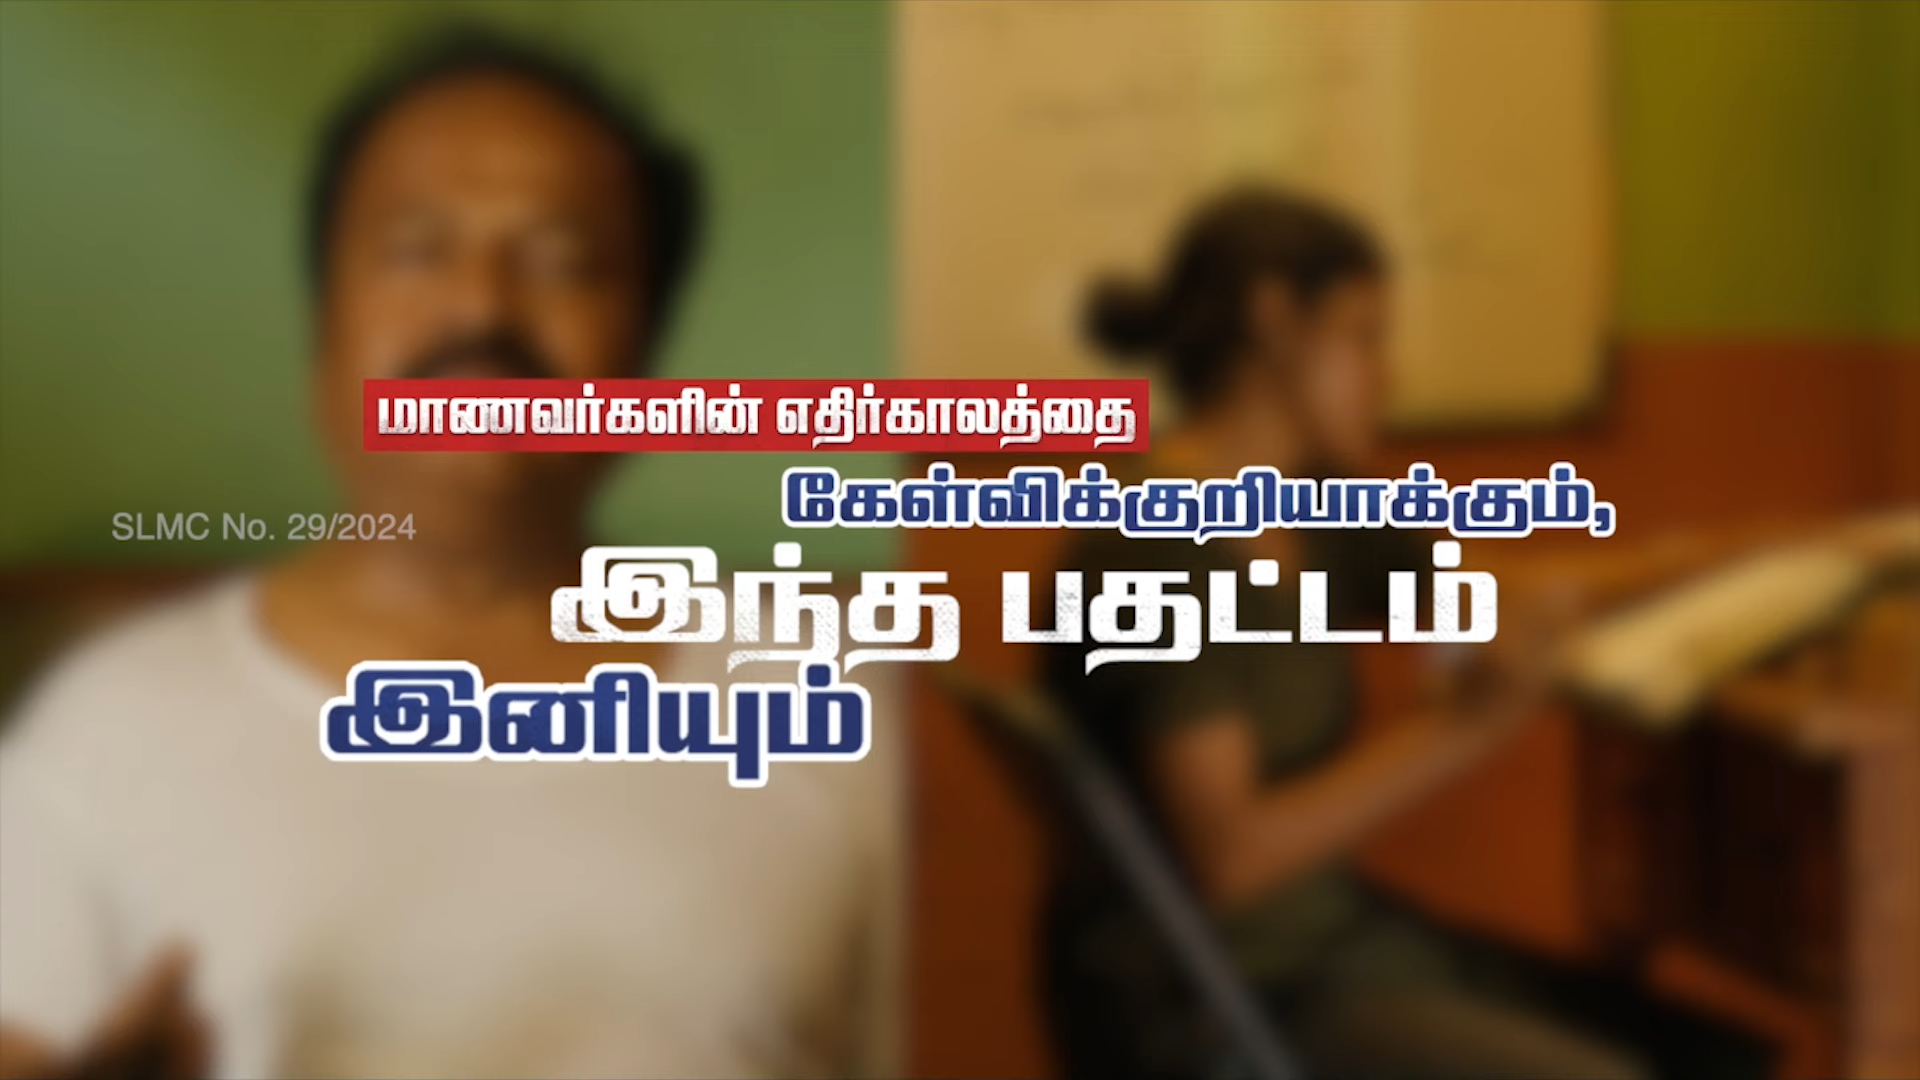 மாணவர்களின் எதிர்காலத்தை
கேள்விக்குறியாக்கும்,
SLMC No. 29/2024
இந்த பதட்டம்
இனியும்